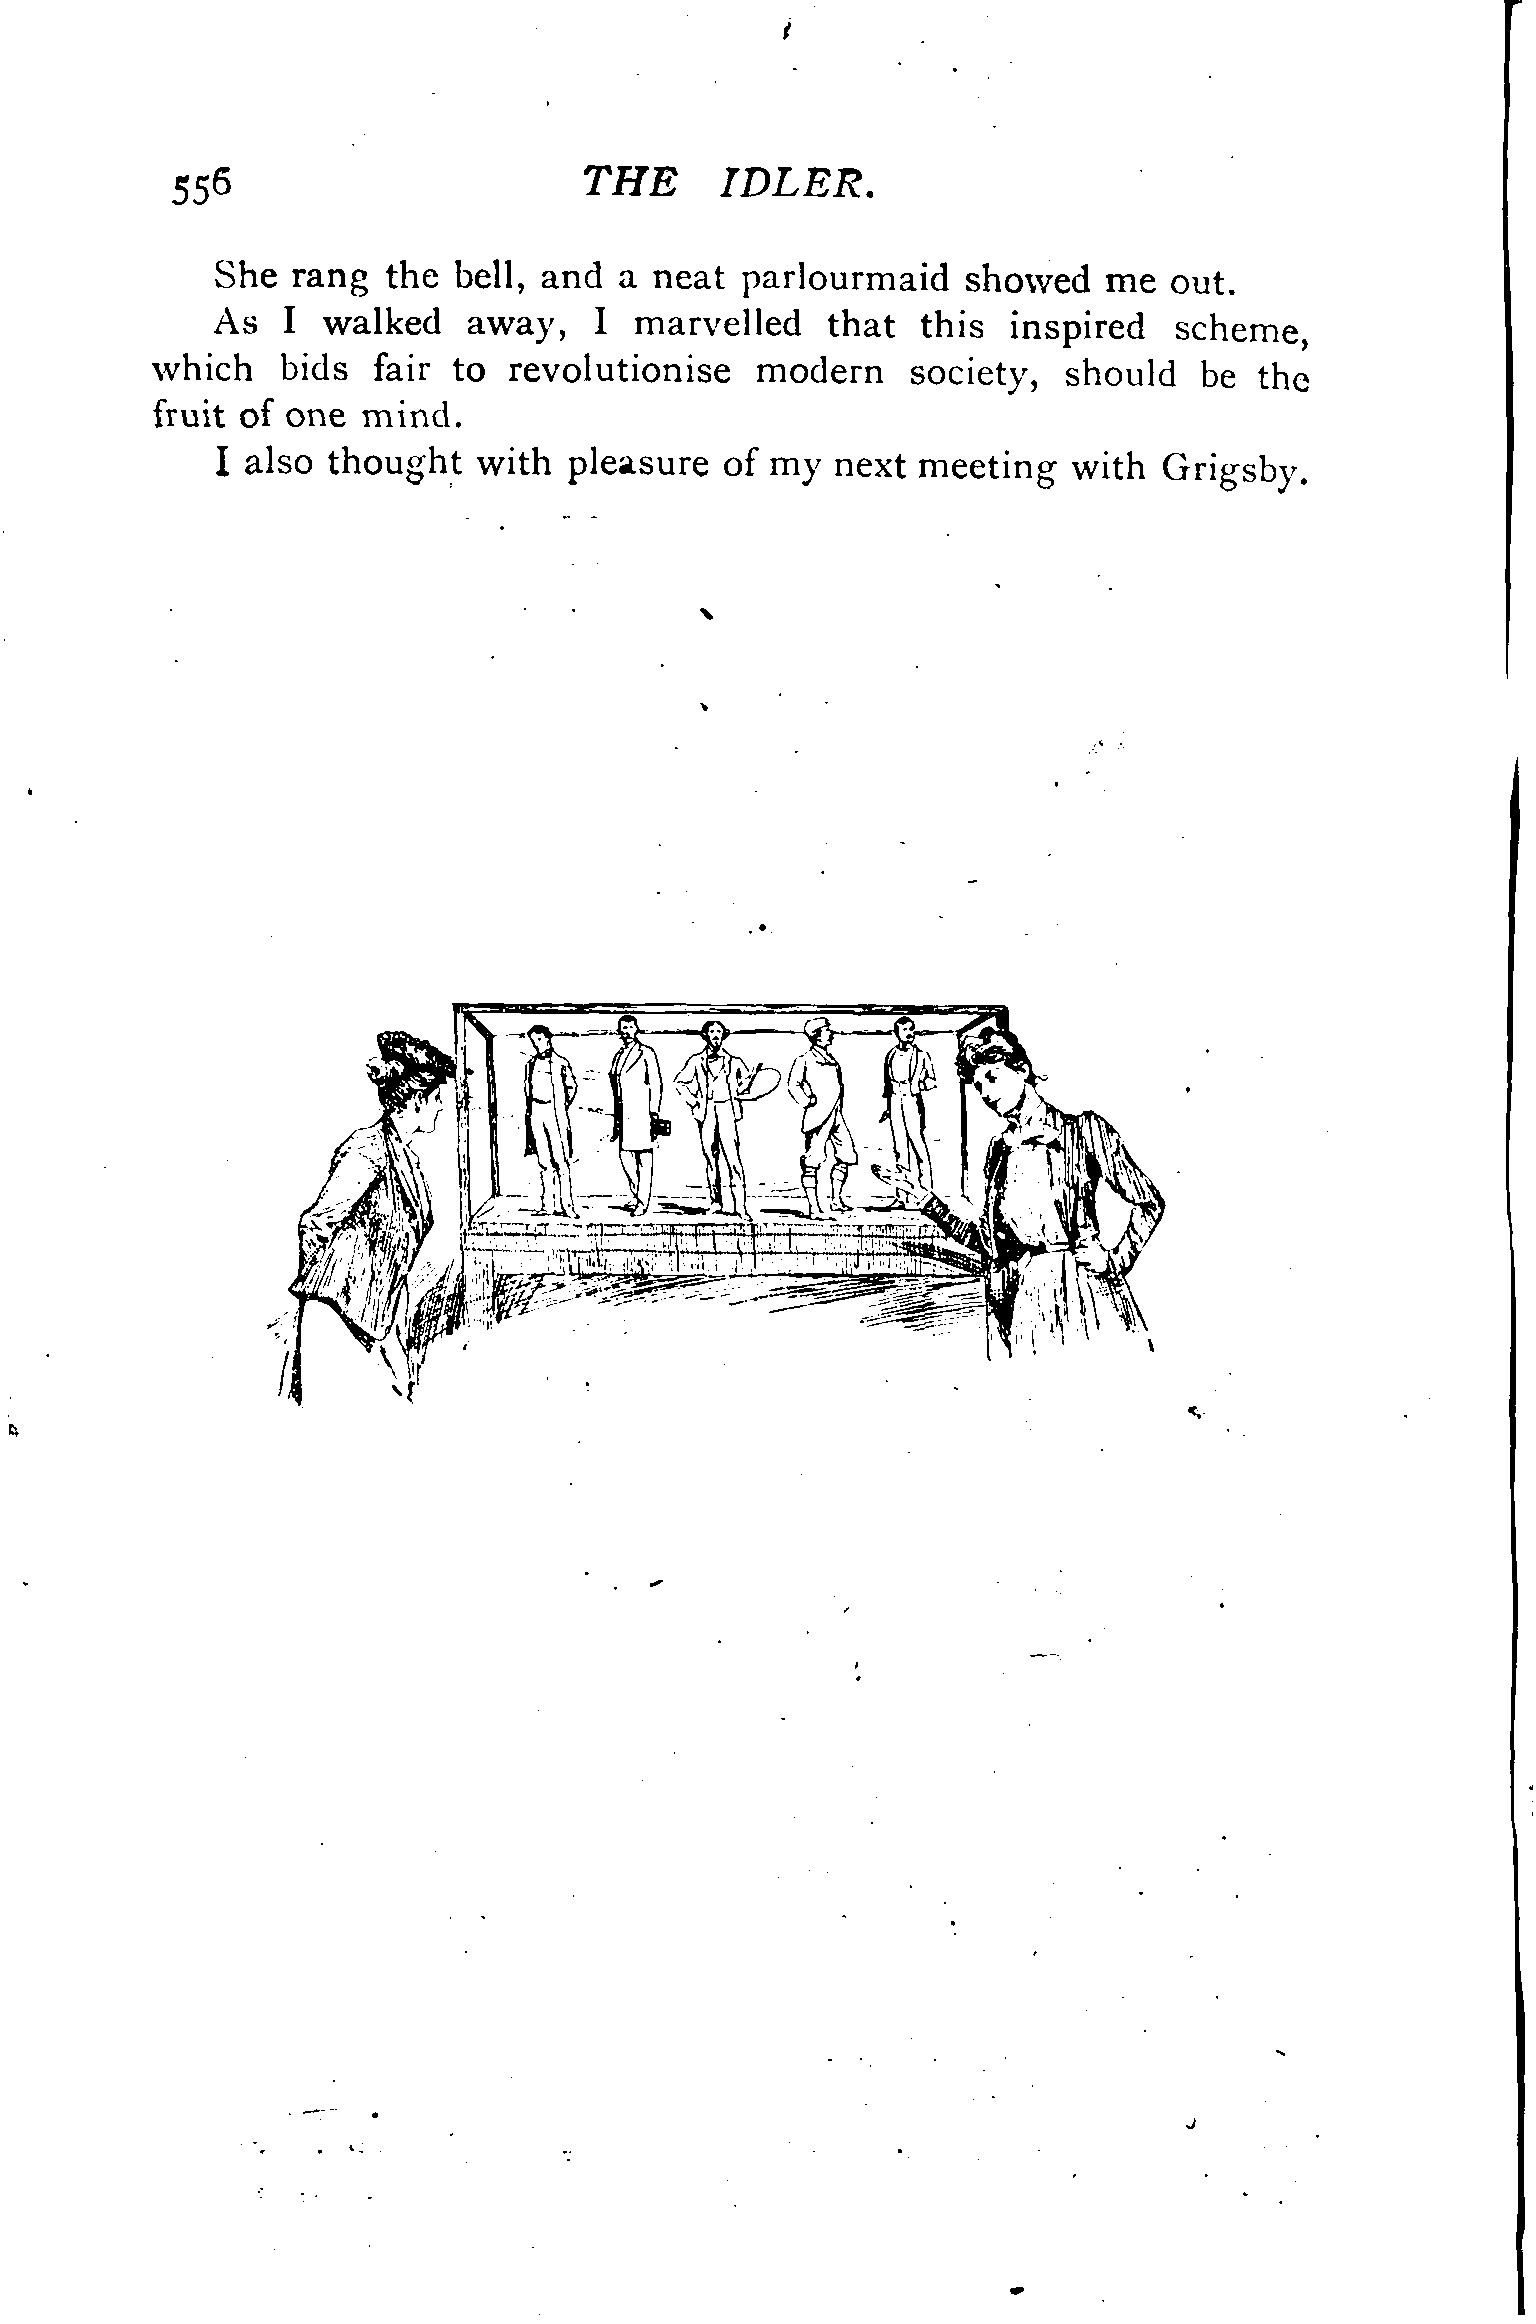 556 THE IDLER.
She rang the bell, and a neat parlourmaid showed me out.
As I walked away, I marvelled that this inspired scheme,
which bids fair to revolutionise modern society, should be the
fruit of one mind.
I also thought with pleasure of my next meeting with Grigsby.